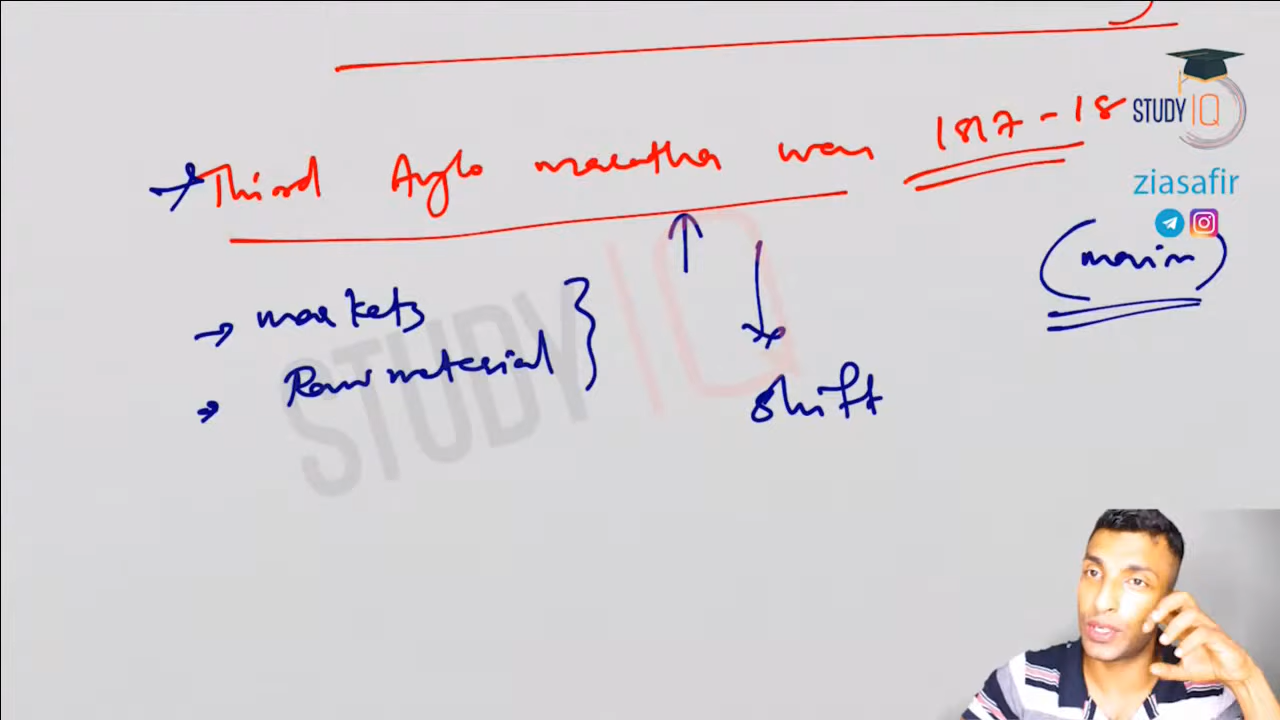 STUDY IQ
Third Anglo maratha war 1817-18
ziasafir
(main)
→ markets
→ Raw material
shift
STUDY IQ